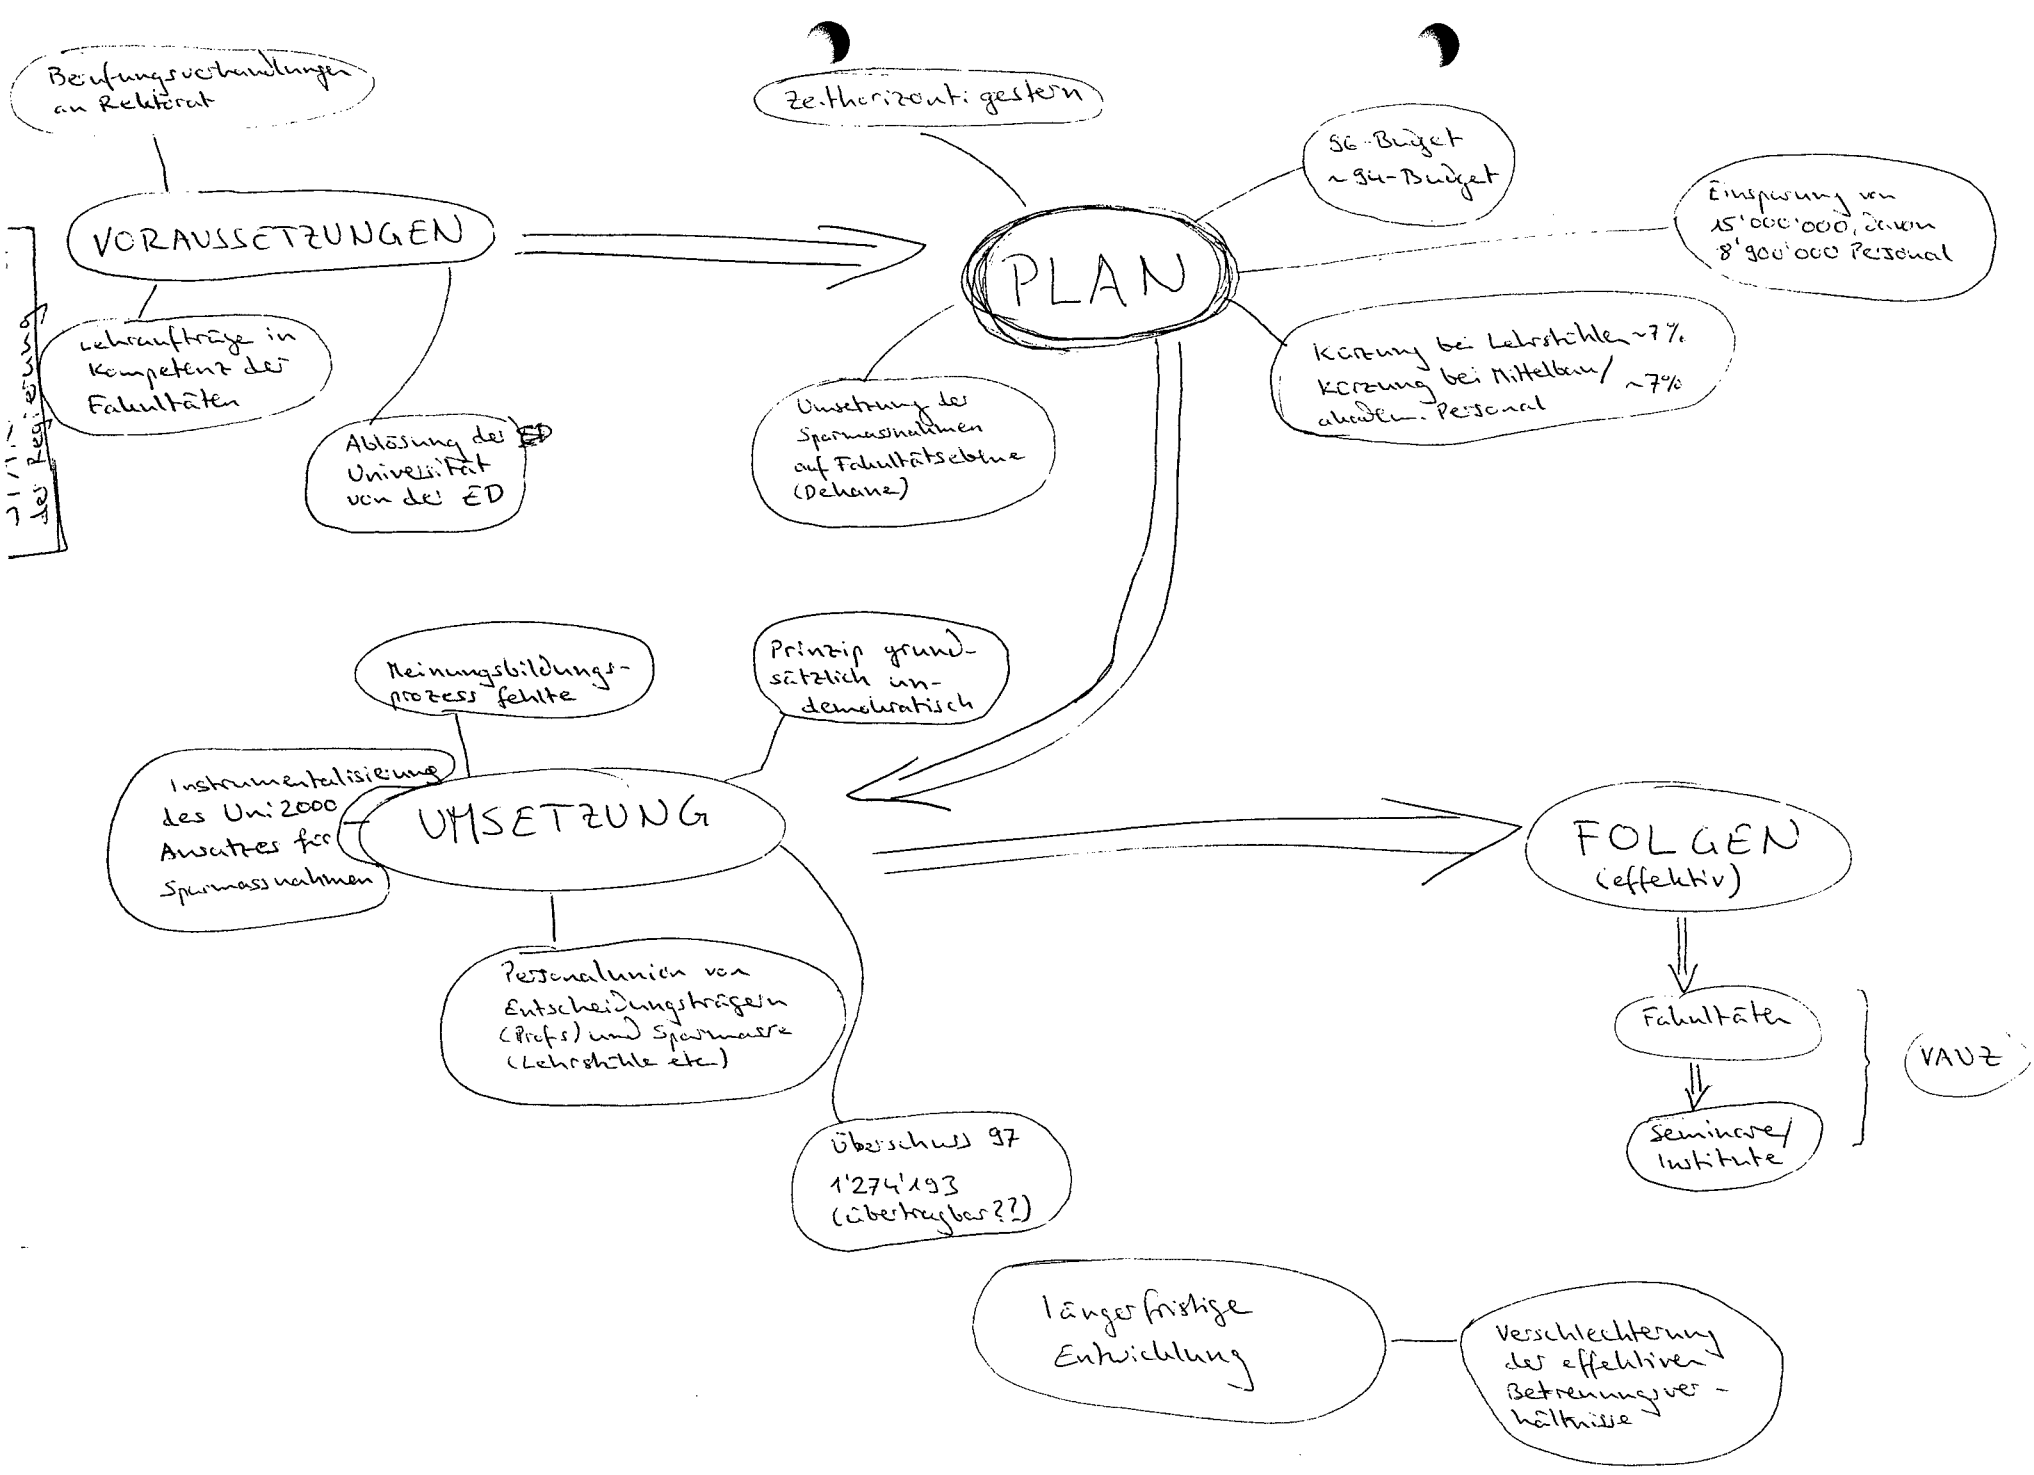 Berufungsverhandlungen
an Rektorat
VORAUSSETZUNGEN
Lehraufträge in
Kompetenz der
Fakultäten
Ablösung der
Universität
von der ED
der Regierung
Zeithorizont: gestern
PLAN
96-Budget
~94-Budget
Einsparung von
15'000'000, davon
8'900'000 Personal
Kürzung bei Lehrstühlen ~7%
Kürzung bei Mittelbau/
akadem. Personal ~7%
Umsetzung der
Sparmassnahmen
auf Fakultätsebene
(Dekane)
Meinungsbildungs-
prozess fehlte
Prinzip grund-
sätzlich un-
demokratisch
Instrumentalisierung
des Uni2000
Ansatzes für
Sparmassnahmen
UMSETZUNG
Personalunion von
Entscheidungsträgern
(Profs) und Sparmasse
(Lehrstühle etc)
Überschuss 97
1'274'193
(übertragbar??)
FOLGEN
(effektiv)
Fakultäten
Seminare/
Institute
VAUZ
längerfristige
Entwicklung
Verschlechterung
der effektiven
Betreuungsver-
hältnisse